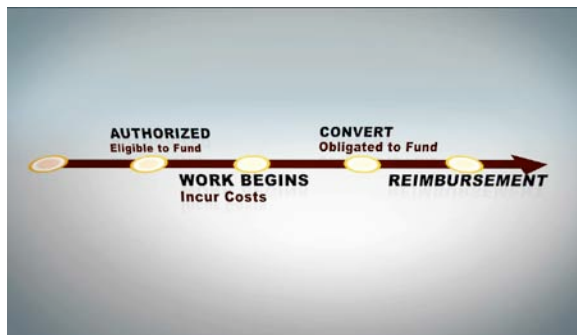 AUTHORIZED
Eligible to Fund
WORK BEGINS
Incur Costs
CONVERT
Obligated to Fund
REIMBURSEMENT